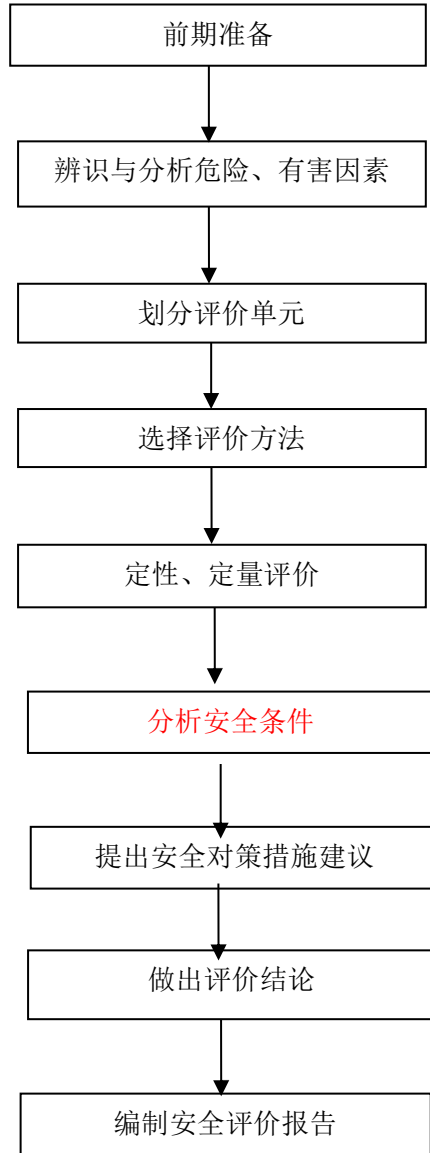 前期准备
辨识与分析危险、有害因素
划分评价单元
选择评价方法
定性、定量评价
分析安全条件
提出安全对策措施建议
做出评价结论
编制安全评价报告